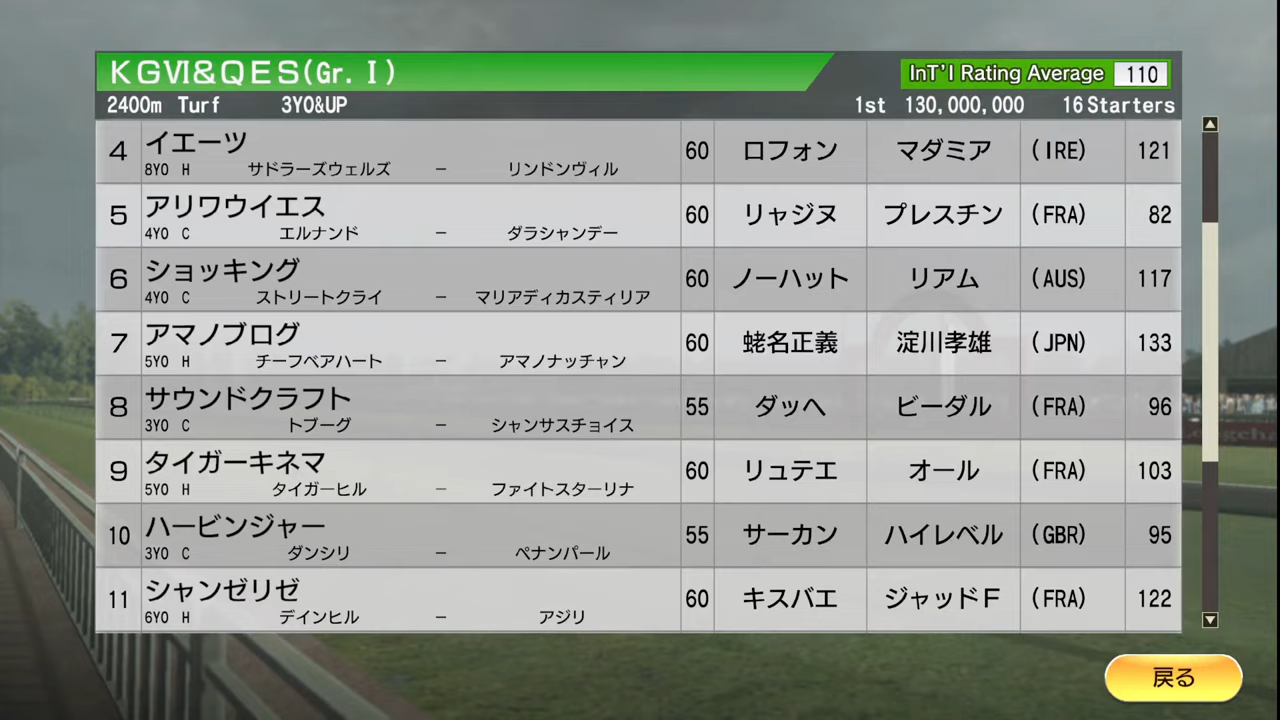 KGⅥ&QES(Gr. Ⅰ)
InT'l Rating Average 110
2400m Turf 3YO&UP 1st 130,000,000 16Starters
4 イエーツ 60 ロフォン マダミア (IRE) 121
8YO H サドラーズウェルズ － リンドンヴィル
5 アリワウイエス 60 リャジヌ プレスチン (FRA) 82
4YO C エルナンド － ダラシャンデー
6 ショッキング 60 ノーハット リアム (AUS) 117
4YO C ストリートクライ － マリアディカスティリア
7 アマノブログ 60 蛯名正義 淀川孝雄 (JPN) 133
5YO H チーフベアハート － アマノナッチャン
8 サウンドクラフト 55 ダッヘ ビーダル (FRA) 96
3YO C トブーグ － シャンサスチョイス
9 タイガーキネマ 60 リュテエ オール (FRA) 103
5YO H タイガーヒル － ファイトスターリナ
10 ハービンジャー 55 サーカン ハイレベル (GBR) 95
3YO C ダンシリ － ペナンパール
11 シャンゼリゼ 60 キスバエ ジャッドF (FRA) 122
6YO H デインヒル － アジリ
戻る